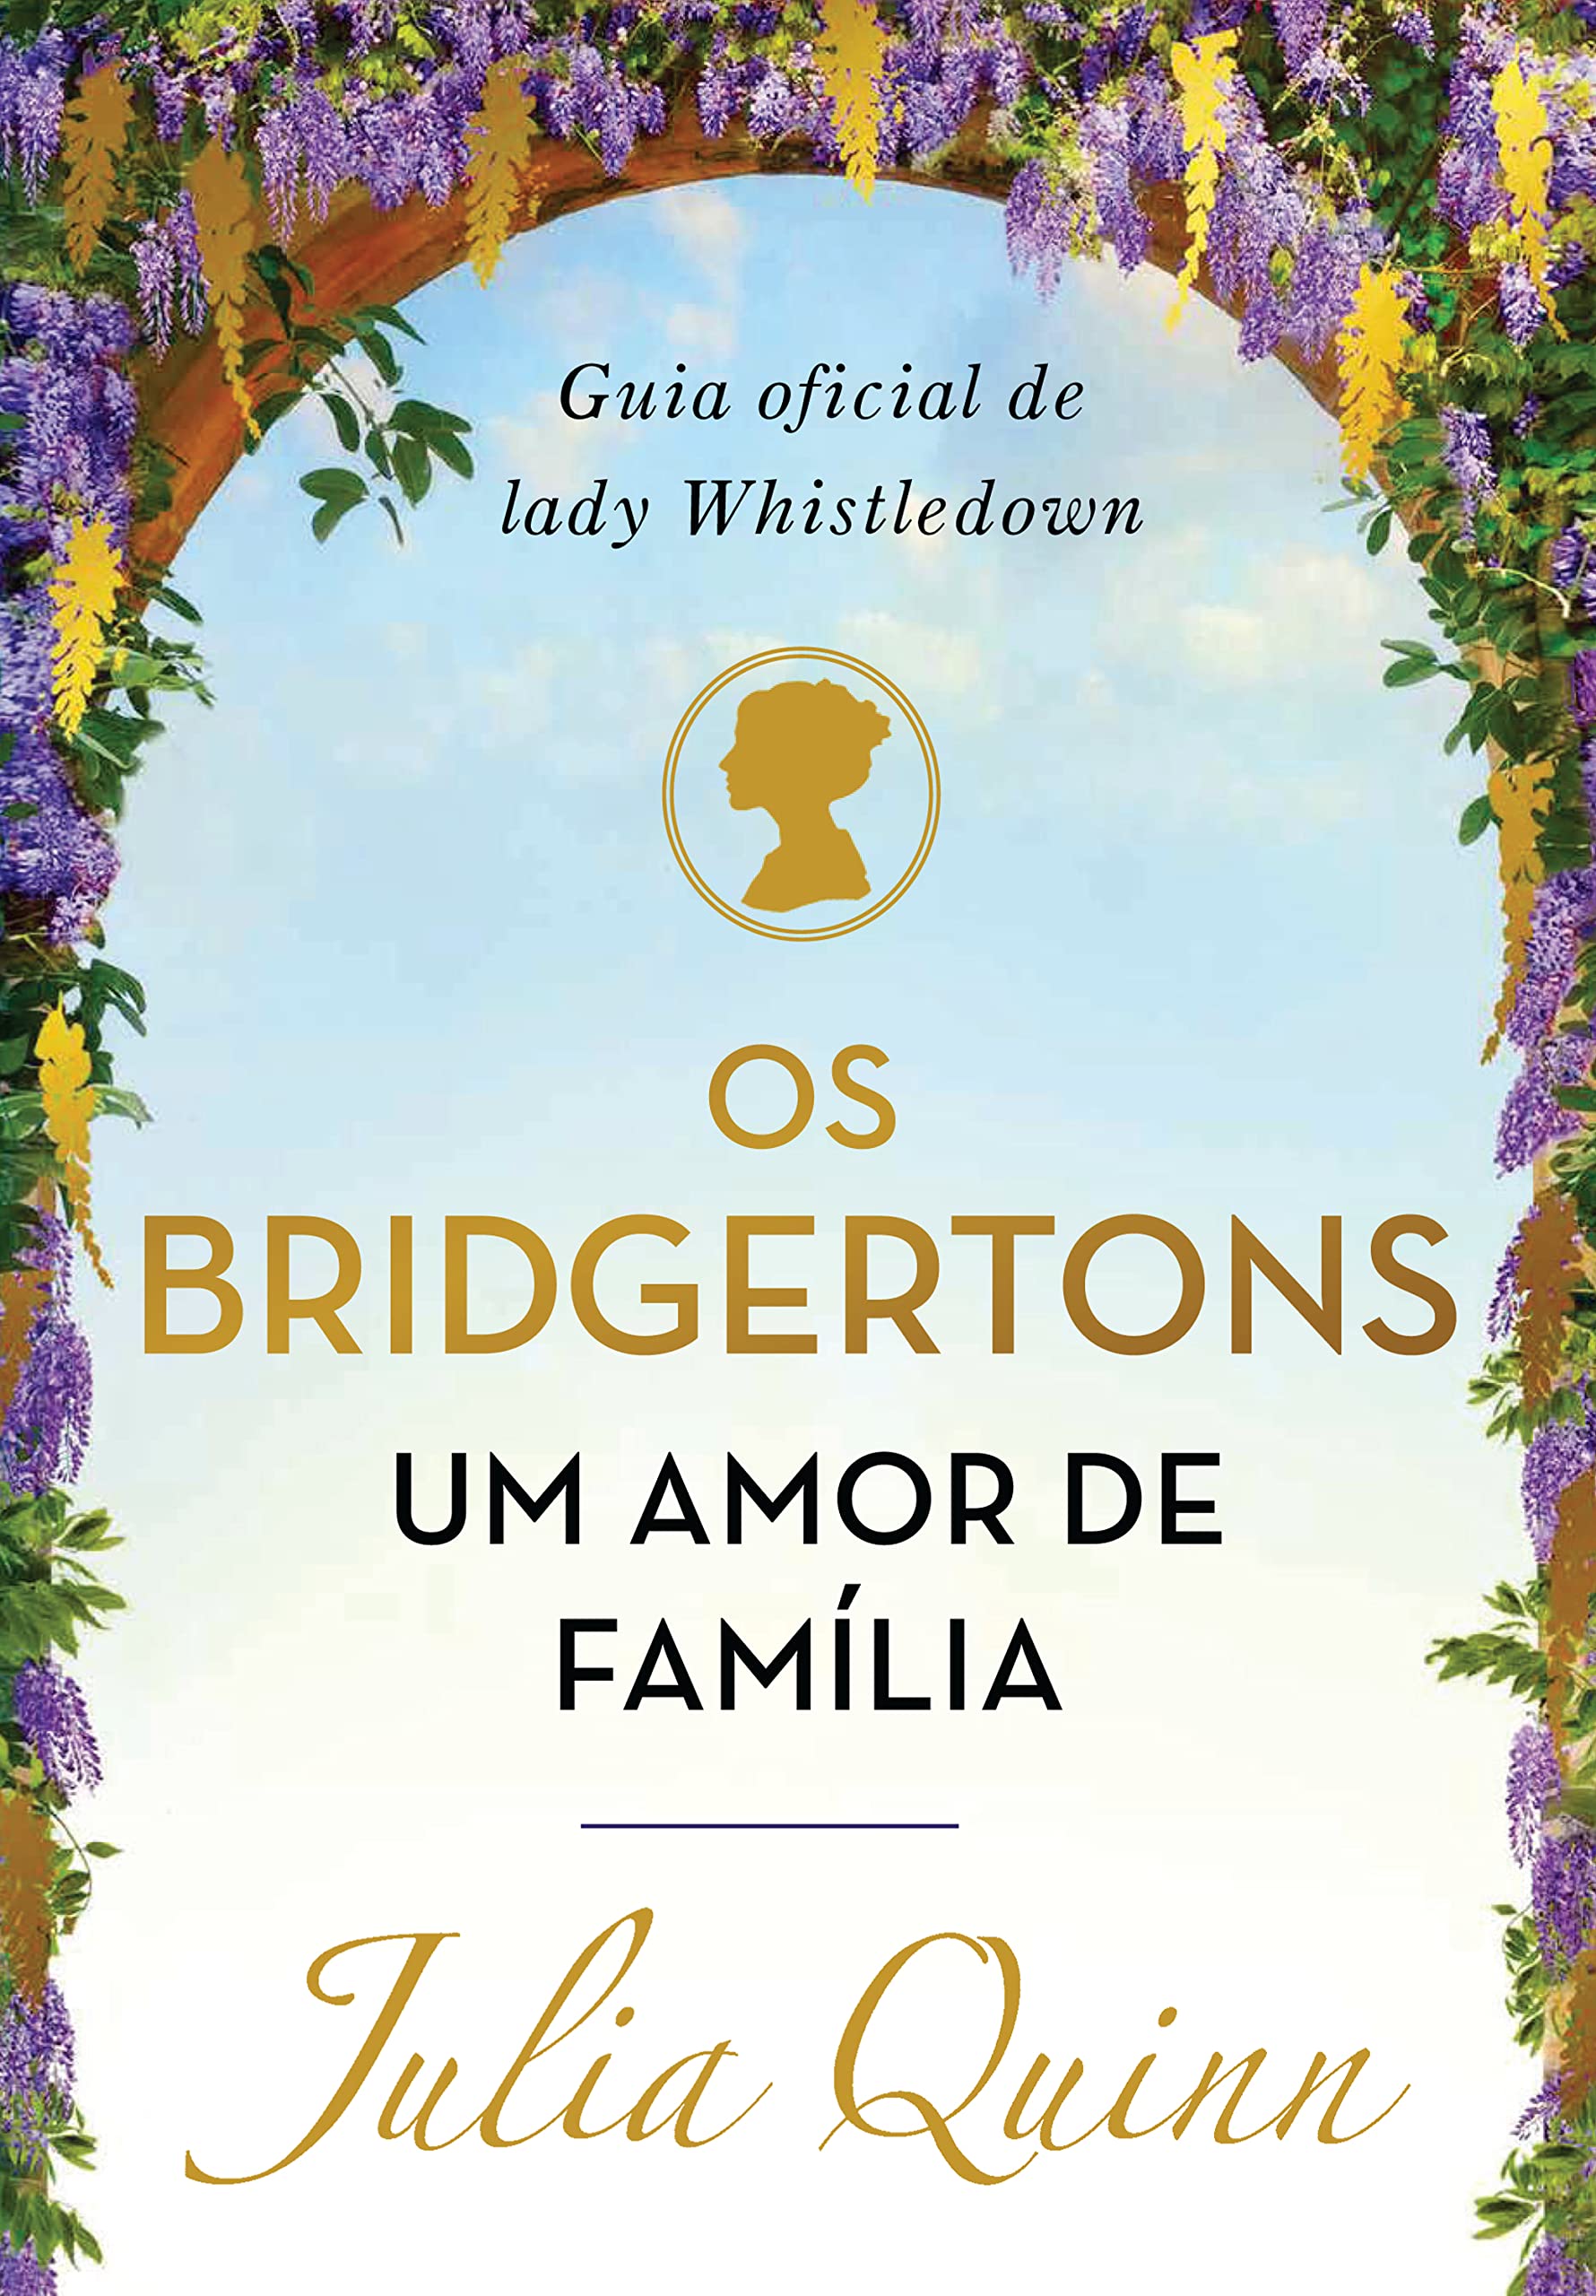 Guia oficial de
lady Whistledown
OS
BRIDGERTONS
UM AMOR DE
FAMÍLIA
Julia Quinn